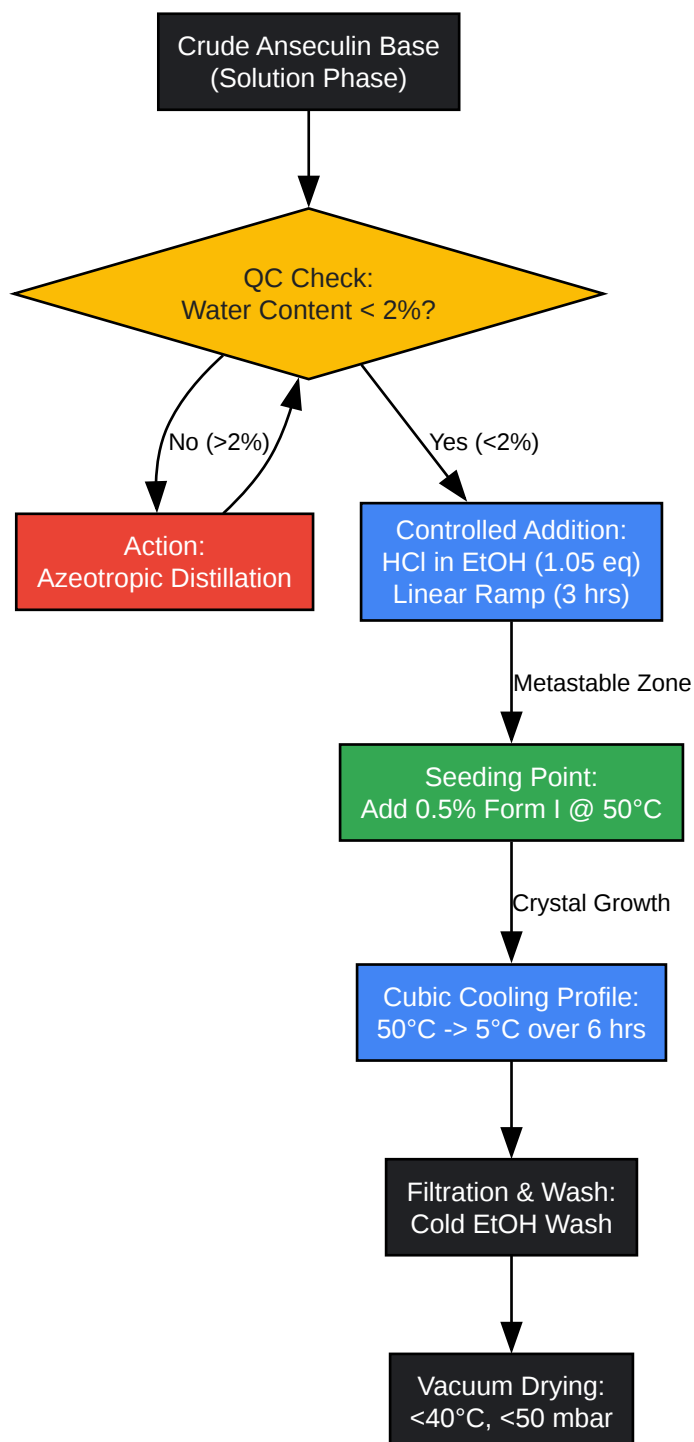 Crude Anseculin Base
(Solution Phase)
QC Check:
Water Content < 2%?
No (>2%)
Yes (<2%)
Action:
Azeotropic Distillation
Controlled Addition:
HCl in EtOH (1.05 eq)
Linear Ramp (3 hrs)
Metastable Zone
Seeding Point:
Add 0.5% Form I @ 50°C
Crystal Growth
Cubic Cooling Profile:
50°C -> 5°C over 6 hrs
Filtration & Wash:
Cold EtOH Wash
Vacuum Drying:
<40°C, <50 mbar